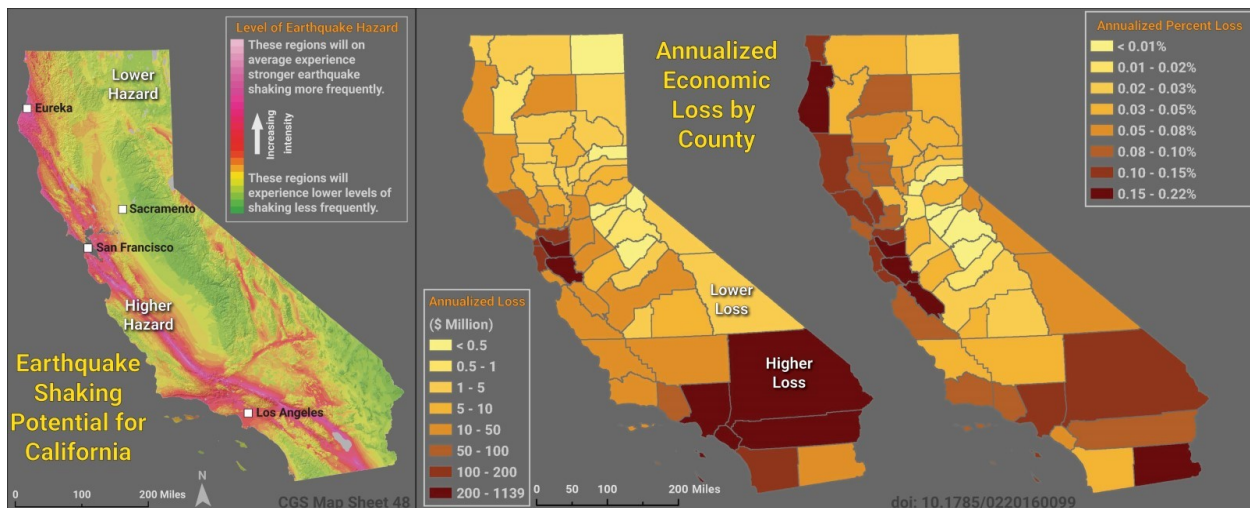 Level of Earthquake Hazard
These regions will on
average experience
stronger earthquake
shaking more frequently.
Increasing
intensity
These regions will
experience lower levels of
shaking less frequently.
Lower
Hazard
Eureka
Sacramento
San Francisco
Higher
Hazard
Los Angeles
Earthquake
Shaking
Potential for
California
N
0 100 200 Miles
CGS Map Sheet 48
Annualized
Economic
Loss by
County
Annualized Loss
($ Million)
< 0.5
0.5 - 1
1 - 5
5 - 10
10 - 50
50 - 100
100 - 200
200 - 1139
Lower
Loss
Higher
Loss
0 50 100 200 Miles
Annualized Percent Loss
< 0.01%
0.01 - 0.02%
0.02 - 0.03%
0.03 - 0.05%
0.05 - 0.08%
0.08 - 0.10%
0.10 - 0.15%
0.15 - 0.22%
doi: 10.1785/0220160099